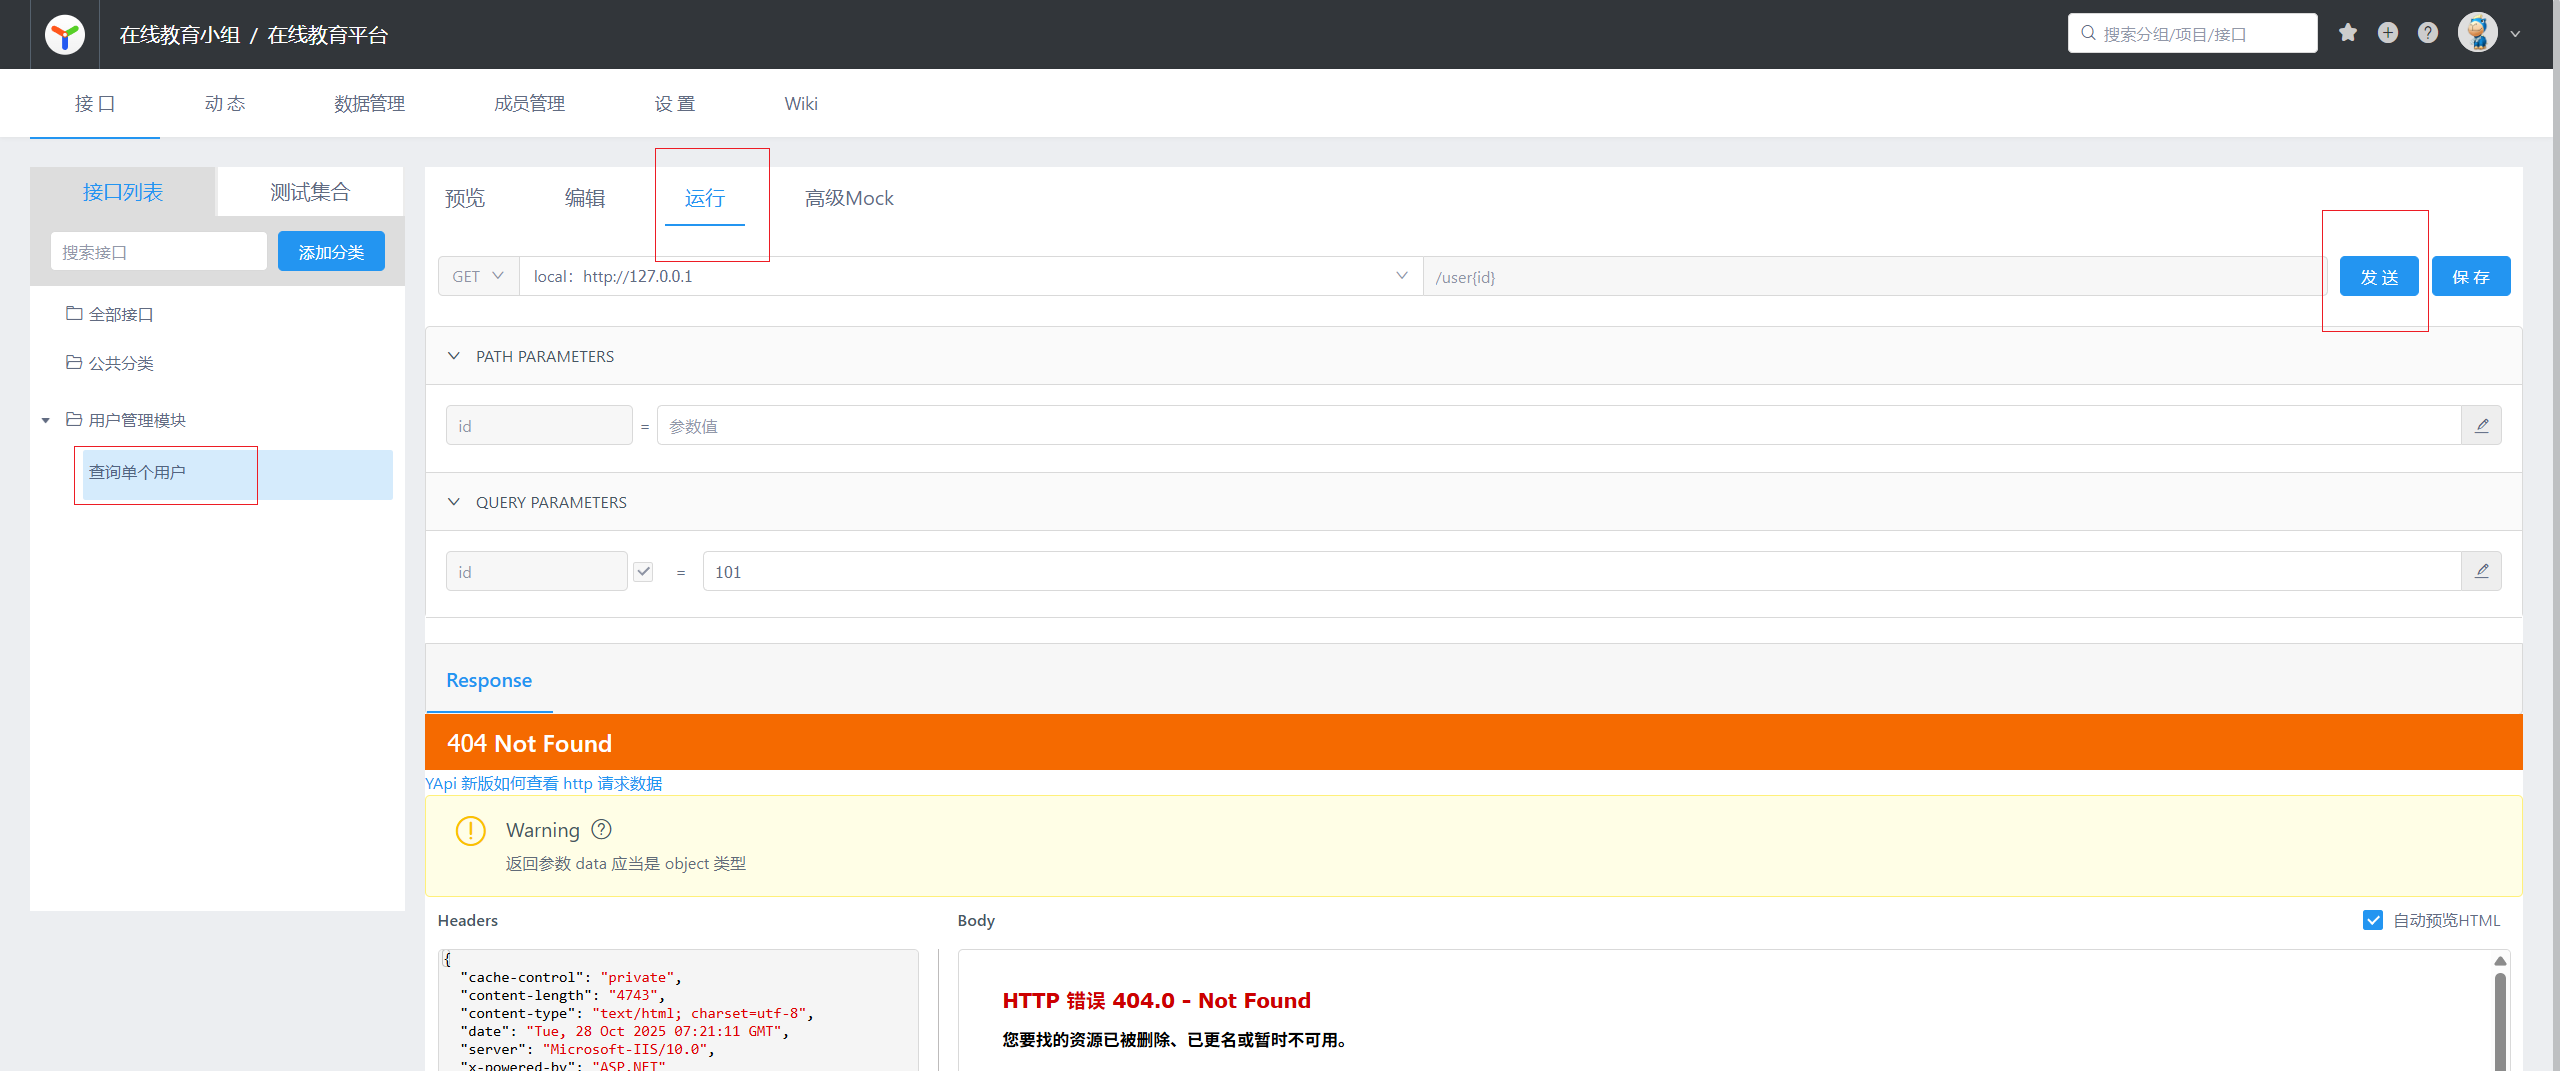 在线教育小组 / 在线教育平台
搜索分组/项目/接口
接 口
动 态
数据管理
成员管理
设 置
Wiki
接口列表
测试集合
搜索接口
添加分类
全部接口
公共分类
用户管理模块
查询单个用户
预览
编辑
运行
高级Mock
GET
local：http://127.0.0.1
/user{id}
发 送
保 存
PATH PARAMETERS
id
=
参数值
QUERY PARAMETERS
id
=
101
Response
404 Not Found
YApi 新版如何查看 http 请求数据
Warning
返回参数 data 应当是 object 类型
Headers
Body
自动预览HTML
{
"cache-control": "private",
"content-length": "4743",
"content-type": "text/html; charset=utf-8",
"date": "Tue, 28 Oct 2025 07:21:11 GMT",
"server": "Microsoft-IIS/10.0",
"x-powered-by": "ASP.NET"
HTTP 错误 404.0 - Not Found
您要找的资源已被删除、已更名或暂时不可用。